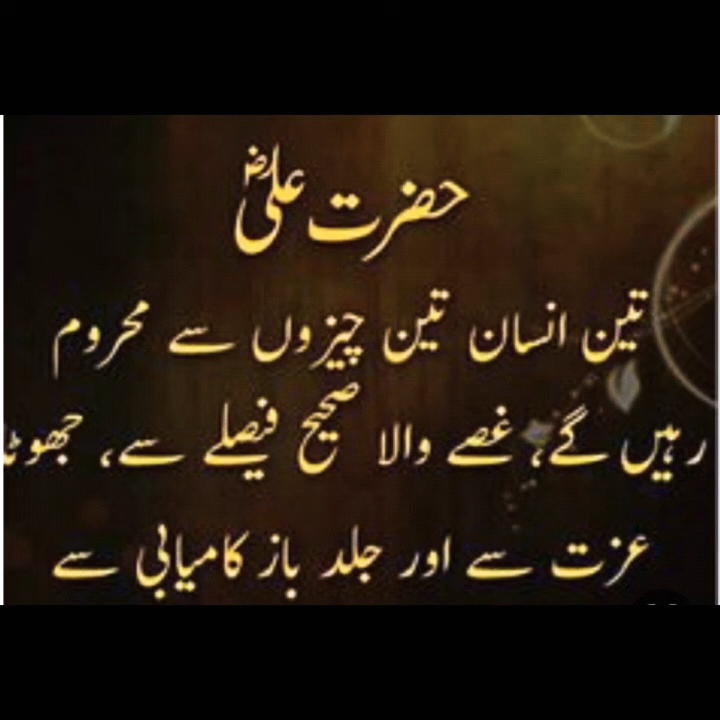 حضرت علیؓ
تین انسان تین چیزوں سے محروم
رہیں گے، غصے والا صحیح فیصلے سے، جھوٹا
عزت سے اور جلد باز کامیابی سے